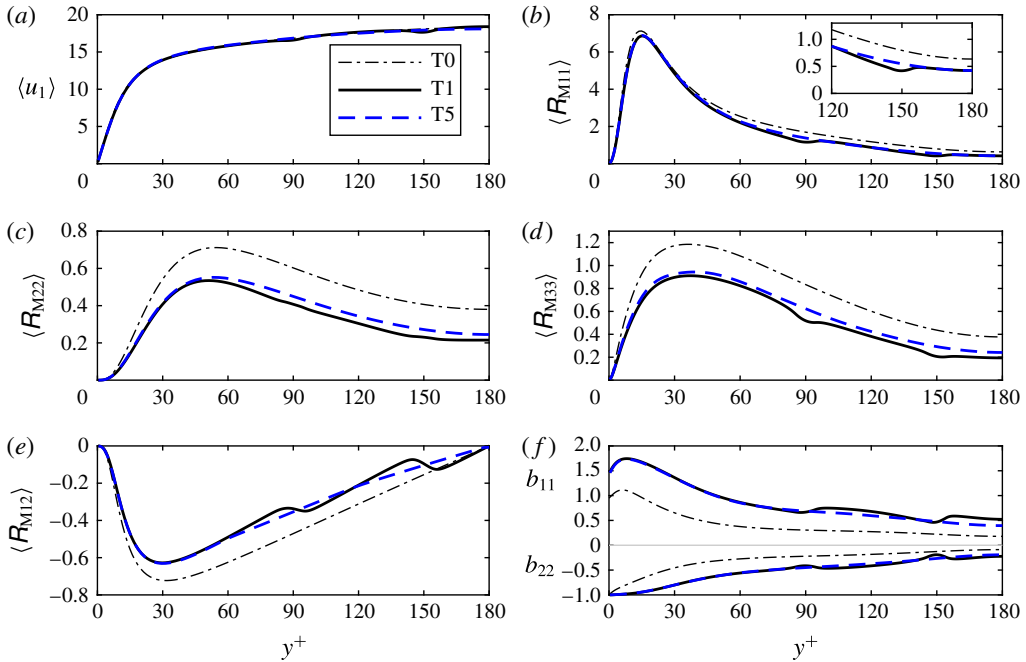 (a)
20
15
10
5
⟨u1⟩
T0
T1
T5
0 30 60 90 120 150 180
(b)
8
6
4
2
⟨RM11⟩
1.0
0.5
0
120 150 180
0 30 60 90 120 150 180
(c)
0.8
0.6
0.4
0.2
⟨RM22⟩
0 30 60 90 120 150 180
(d)
1.2
1.0
0.8
0.6
0.4
0.2
⟨RM33⟩
0 30 60 90 120 150 180
(e)
0
−0.2
−0.4
−0.6
−0.8
⟨RM12⟩
0 30 60 90 120 150 180
y+
(f)
2.0
1.5
1.0
0.5
0
−0.5
−1.0
b11
b22
0 30 60 90 120 150 180
y+